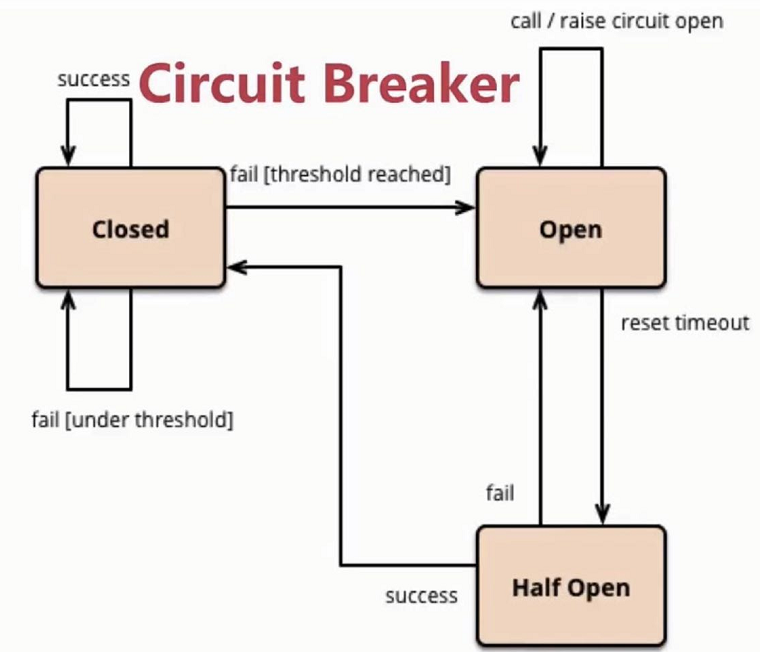 call / raise circuit open
success
Circuit Breaker
fail [threshold reached]
Closed
Open
reset timeout
fail [under threshold]
fail
Half Open
success